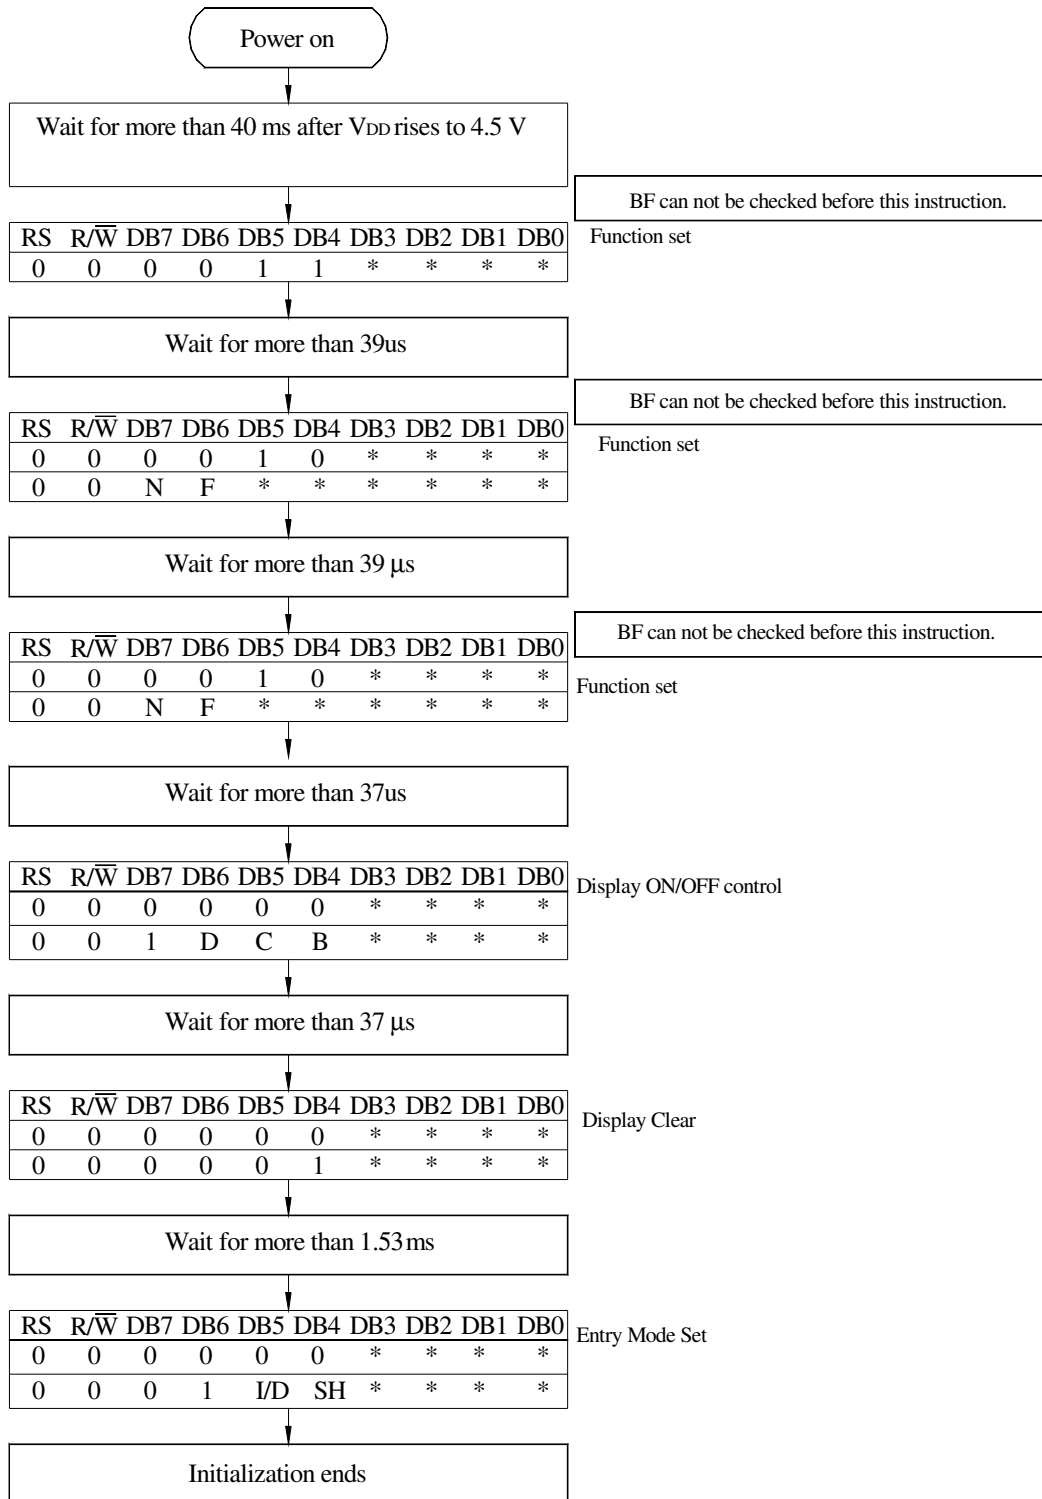 Power on
Wait for more than 40 ms after VDD rises to 4.5 V
BF can not be checked before this instruction.
RS R/W̅ DB7 DB6 DB5 DB4 DB3 DB2 DB1 DB0
Function set
0 0 0 0 1 1 * * * *
Wait for more than 39us
BF can not be checked before this instruction.
RS R/W̅ DB7 DB6 DB5 DB4 DB3 DB2 DB1 DB0
Function set
0 0 0 0 1 0 * * * *
0 0 N F * * * * * *
Wait for more than 39 μs
BF can not be checked before this instruction.
RS R/W̅ DB7 DB6 DB5 DB4 DB3 DB2 DB1 DB0
0 0 0 0 1 0 * * * *
Function set
0 0 N F * * * * * *
Wait for more than 37us
RS R/W̅ DB7 DB6 DB5 DB4 DB3 DB2 DB1 DB0
Display ON/OFF control
0 0 0 0 0 0 * * * *
0 0 1 D C B * * * *
Wait for more than 37 μs
RS R/W̅ DB7 DB6 DB5 DB4 DB3 DB2 DB1 DB0
Display Clear
0 0 0 0 0 0 * * * *
0 0 0 0 0 1 * * * *
Wait for more than 1.53ms
RS R/W̅ DB7 DB6 DB5 DB4 DB3 DB2 DB1 DB0
Entry Mode Set
0 0 0 0 0 0 * * * *
0 0 0 1 I/D SH * * * *
Initialization ends